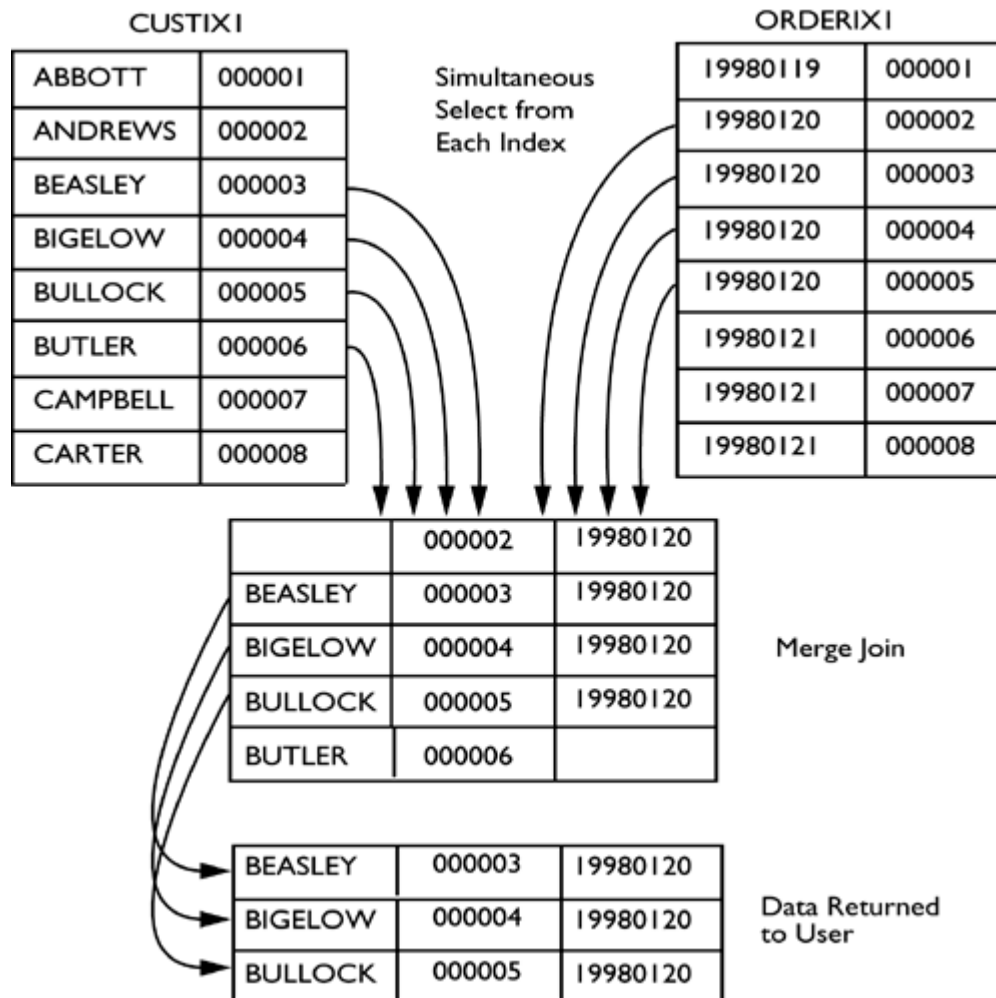 CUSTIX1
ABBOTT 000001
ANDREWS 000002
BEASLEY 000003
BIGELOW 000004
BULLOCK 000005
BUTLER 000006
CAMPBELL 000007
CARTER 000008
Simultaneous
Select from
Each Index
ORDERIX1
19980119 000001
19980120 000002
19980120 000003
19980120 000004
19980120 000005
19980121 000006
19980121 000007
19980121 000008
000002 19980120
BEASLEY 000003 19980120
BIGELOW 000004 19980120
BULLOCK 000005 19980120
BUTLER 000006
Merge Join
BEASLEY 000003 19980120
BIGELOW 000004 19980120
BULLOCK 000005 19980120
Data Returned
to User